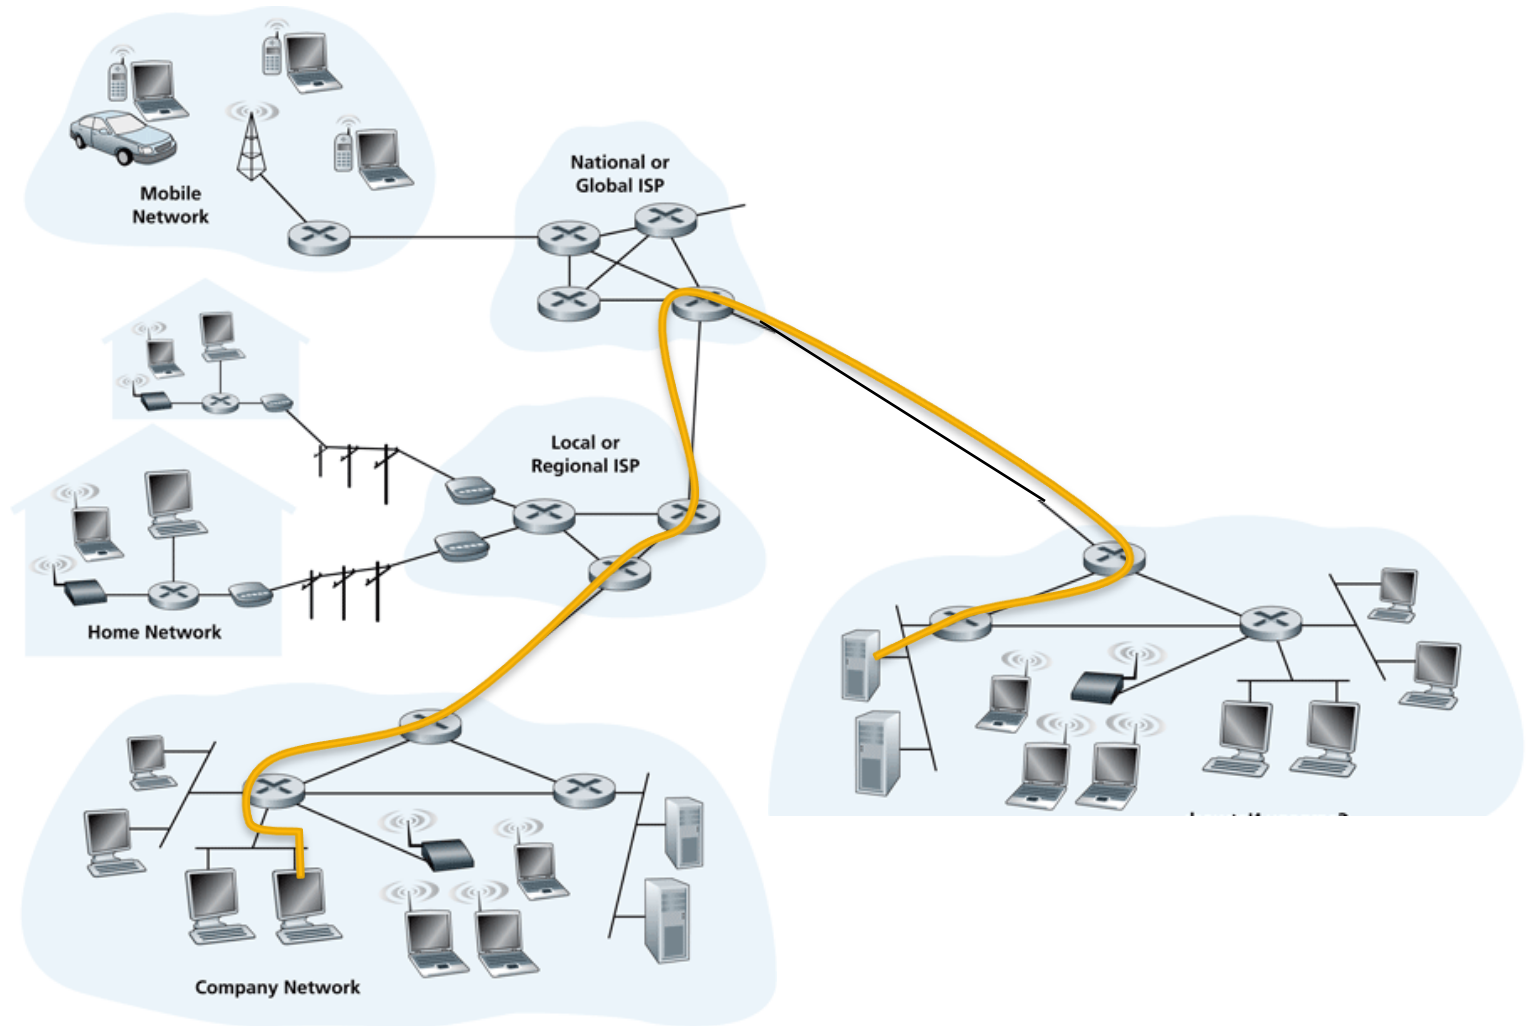 National or
Global ISP
Mobile
Network
Local or
Regional ISP
Home Network
Company Network